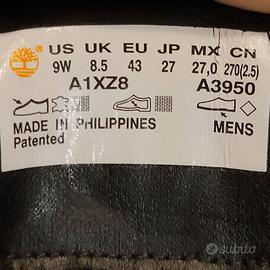 US UK EU JP MX CN
9W 8.5 43 27 27,0 270(2.5)
A1XZ8 A3950
MADE IN PHILIPPINES MENS
Patented
subito